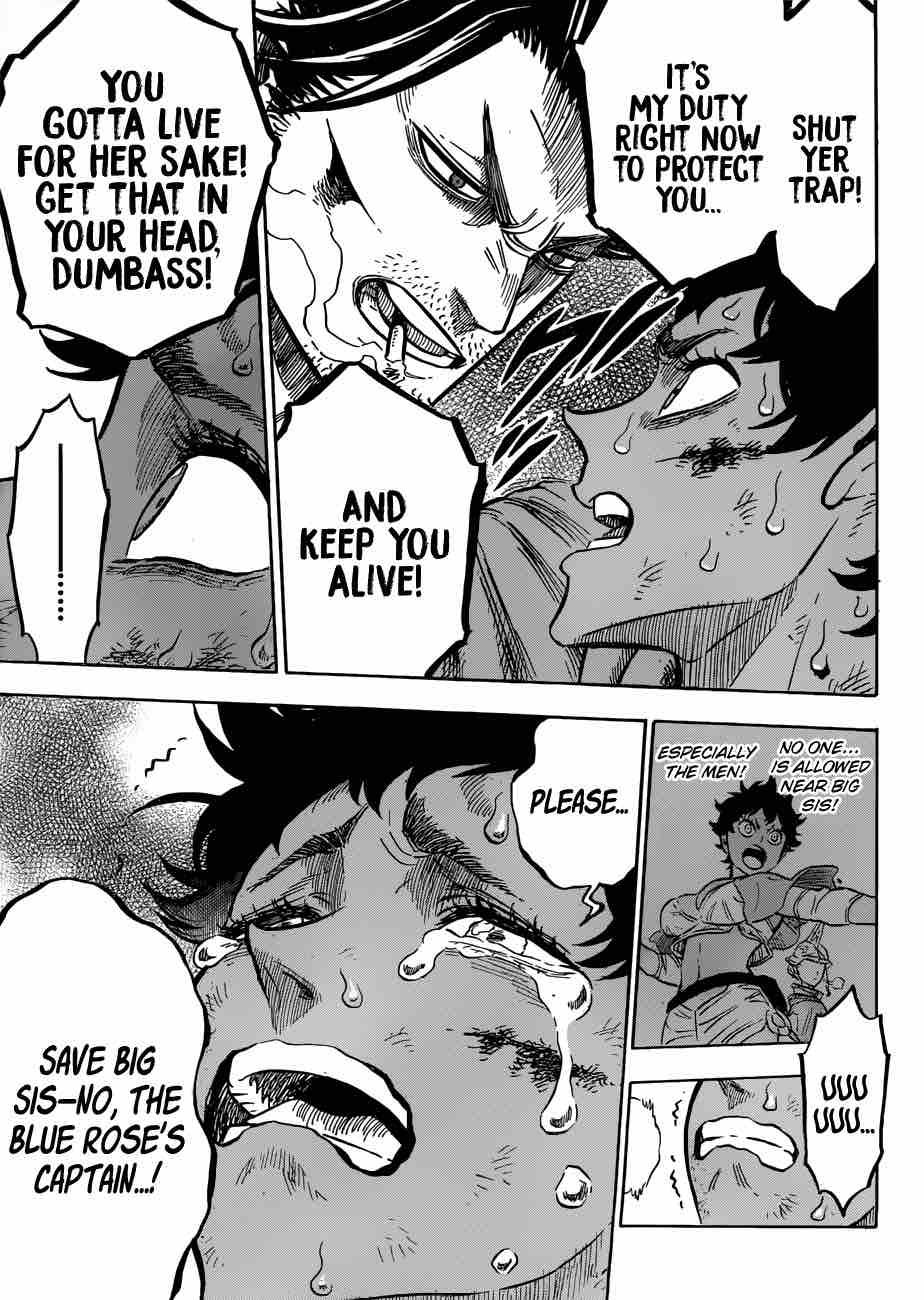 SHUT
YER
TRAP!
IT'S
MY DUTY
RIGHT NOW
TO PROTECT
YOU...
AND
KEEP YOU
ALIVE!
YOU
GOTTA LIVE
FOR HER SAKE!
GET THAT IN
YOUR HEAD,
DUMBASS!
NO ONE...
IS ALLOWED
NEAR BIG
SIS!
ESPECIALLY
THE MEN!
UUU
UUU...
PLEASE...
SAVE BIG
SIS–NO, THE
BLUE ROSE'S
CAPTAIN...!